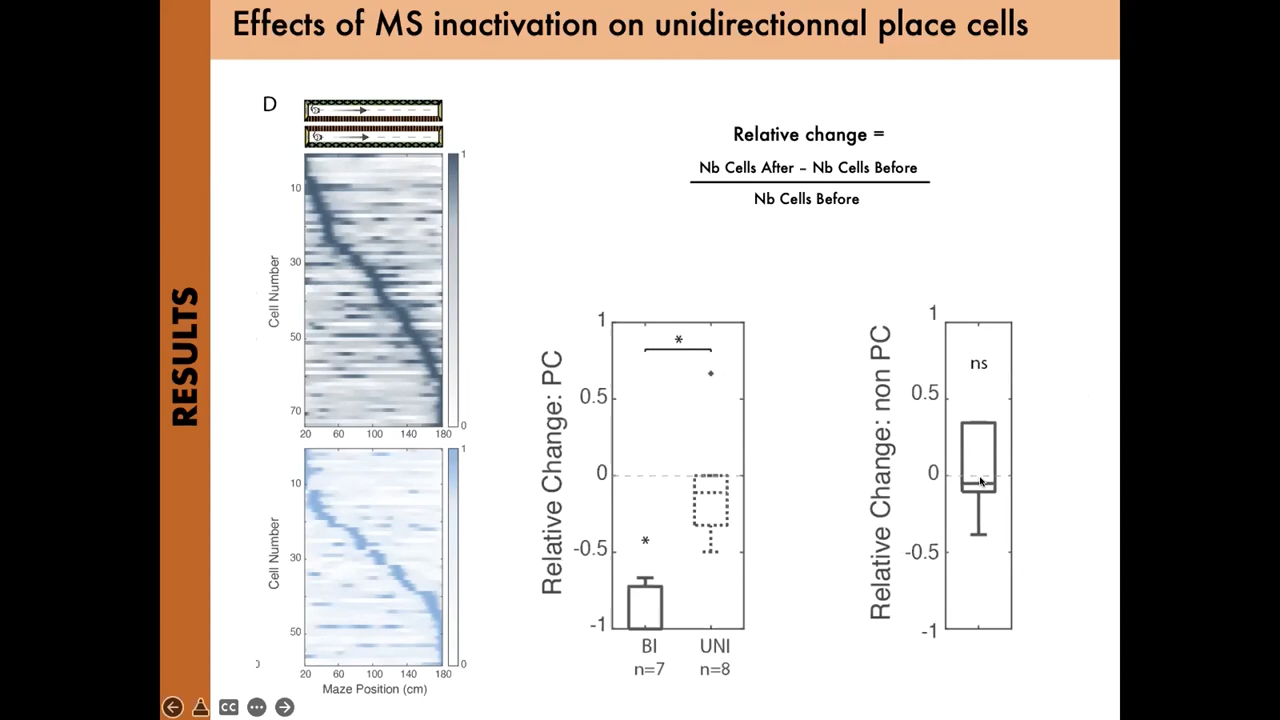 Effects of MS inactivation on unidirectionnal place cells
RESULTS
D
Relative change =
Nb Cells After - Nb Cells Before
Nb Cells Before
Cell Number
10
30
50
70
20 60 100 140 180
1
0
Cell Number
10
30
50
20 60 100 140 180
1
0
Maze Position (cm)
0
Relative Change: PC
1
0.5
0
-0.5
-1
*
*
BI UNI
n=7 n=8
Relative Change: non PC
1
0.5
0
-0.5
-1
ns
CC